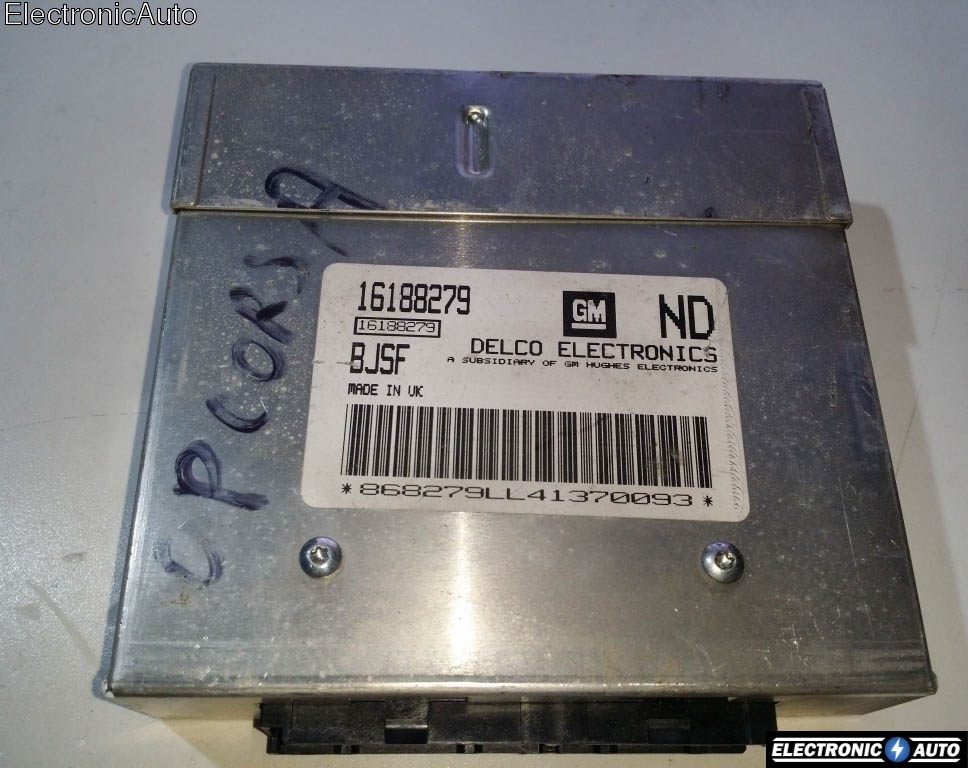 ElectronicAuto
OP CORSA
16188279
16188279
BJSF
MADE IN UK
GM
ND
DELCO ELECTRONICS
A SUBSIDIARY OF GM HUGHES ELECTRONICS
*868279LL41370093*
ELECTRONIC AUTO